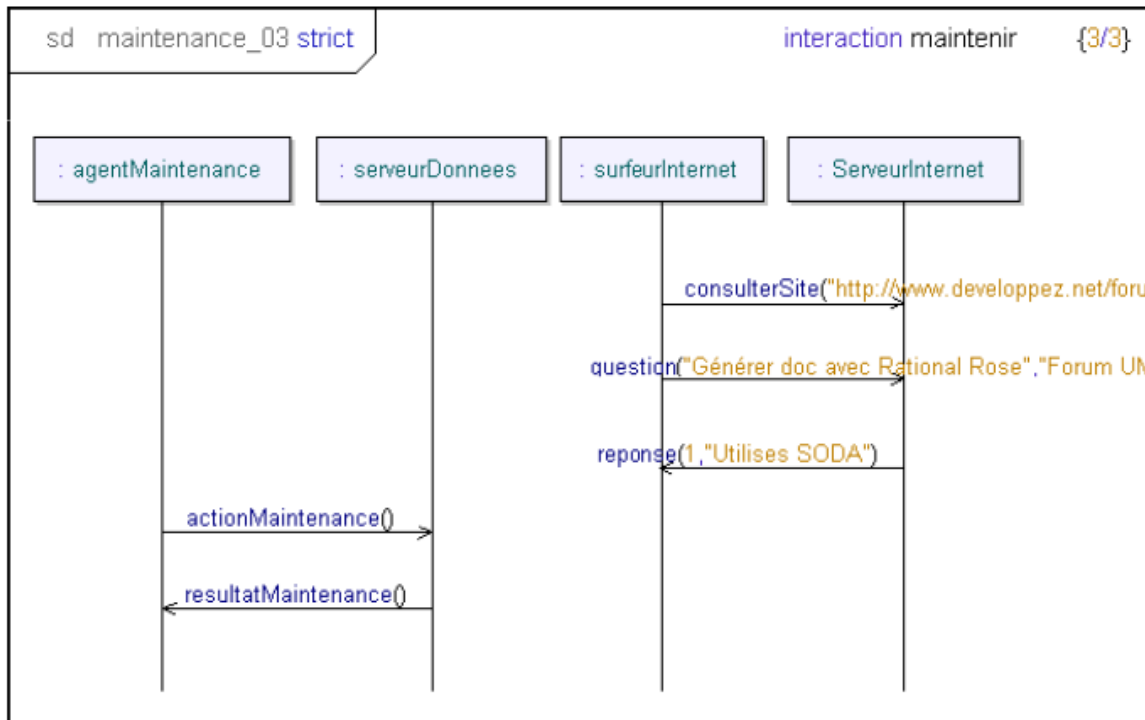 sd maintenance_03 strict
interaction maintenir {3/3}
: agentMaintenance
: serveurDonnees
: surfeurInternet
: ServeurInternet
consulterSite("http://www.developpez.net/foru
question("Générer doc avec Rational Rose","Forum UM
reponse(1,"Utilises SODA")
actionMaintenance()
resultatMaintenance()